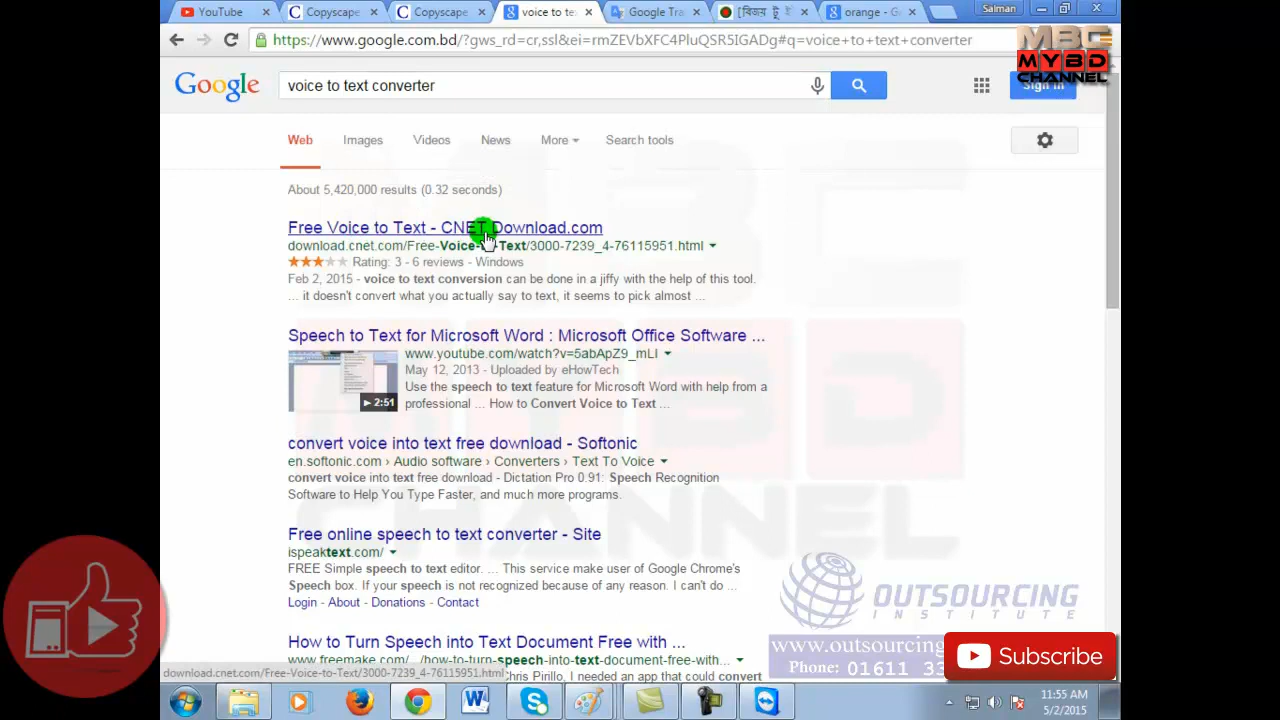 YouTube
Copyscape
Copyscape
voice to te
Google Tra
[বিজয় টু ই
orange - G
Salman
https://www.google.com.bd/?gws_rd=cr,ssl&ei=rmZEVbXFC4PluQSR5IGADg#q=voice+to+text+converter
MBC
MYBD
CHANNEL
Google
voice to text converter
Sign in
Web Images Videos News More Search tools
About 5,420,000 results (0.32 seconds)
Free Voice to Text - CNET Download.com
download.cnet.com/Free-Voice-to-Text/3000-7239_4-76115951.html
Rating: 3 - 6 reviews - Windows
Feb 2, 2015 - voice to text conversion can be done in a jiffy with the help of this tool.
... it doesn't convert what you actually say to text, it seems to pick almost ...
Speech to Text for Microsoft Word : Microsoft Office Software ...
www.youtube.com/watch?v=5abApZ9_mLI
May 12, 2013 - Uploaded by eHowTech
Use the speech to text feature for Microsoft Word with help from a
professional ... How to Convert Voice to Text ...
2:51
convert voice into text free download - Softonic
en.softonic.com › Audio software › Converters › Text To Voice
convert voice into text free download - Dictation Pro 0.91: Speech Recognition
Software to Help You Type Faster, and much more programs.
Free online speech to text converter - Site
ispeaktext.com/
FREE Simple speech to text editor. ... This service make user of Google Chrome's
Speech box. If your speech is not recognized because of any reason. I can't do ...
Login - About - Donations - Contact
How to Turn Speech into Text Document Free with ...
www.freemake.com/.../how-to-turn-speech-into-text-document-free-with...
hris Pirillo, I needed an app that could convert
download.cnet.com/Free-Voice-to-Text/3000-7239_4-76115951.html
MBC
MYBD
CHANNEL
OUTSOURCING
INSTITUTE
www.outsourcing
Phone: 01611 33
Subscribe
11:55 AM
5/2/2015